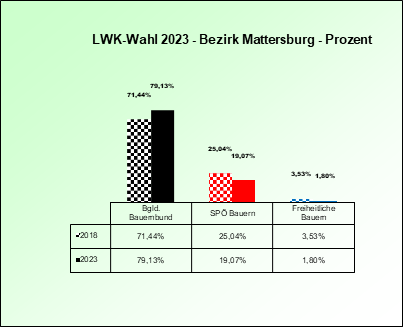 LWK-Wahl 2023 - Bezirk Mattersburg - Prozent
79,13%
71,44%
25,04%
19,07%
3,53%
1,80%
Bgld. Bauernbund SPÖ Bauern Freiheitliche Bauern
2018 71,44% 25,04% 3,53%
2023 79,13% 19,07% 1,80%